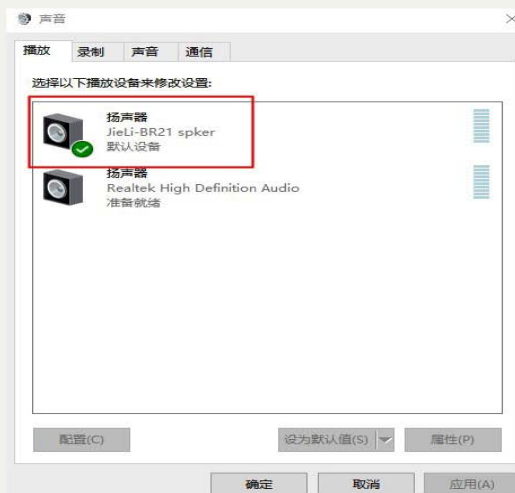 声音
播放 录制 声音 通信
选择以下播放设备来修改设置:
扬声器
JieLi-BR21 spker
默认设备
扬声器
Realtek High Definition Audio
准备就绪
配置(C) 设为默认值(S) 属性(P)
确定 取消 应用(A)